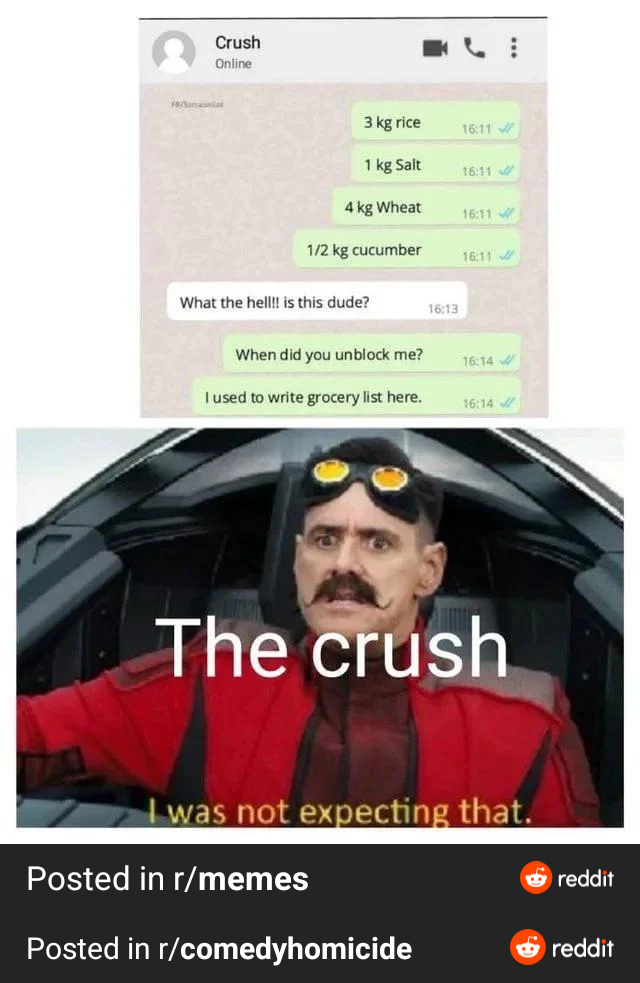 Crush
Online
3 kg rice 16:11
1 kg Salt 16:11
4 kg Wheat 16:11
1/2 kg cucumber 16:11
What the hell!! is this dude? 16:13
When did you unblock me? 16:14
I used to write grocery list here. 16:14
The crush
I was not expecting that.
Posted in r/memes reddit
Posted in r/comedyhomicide reddit